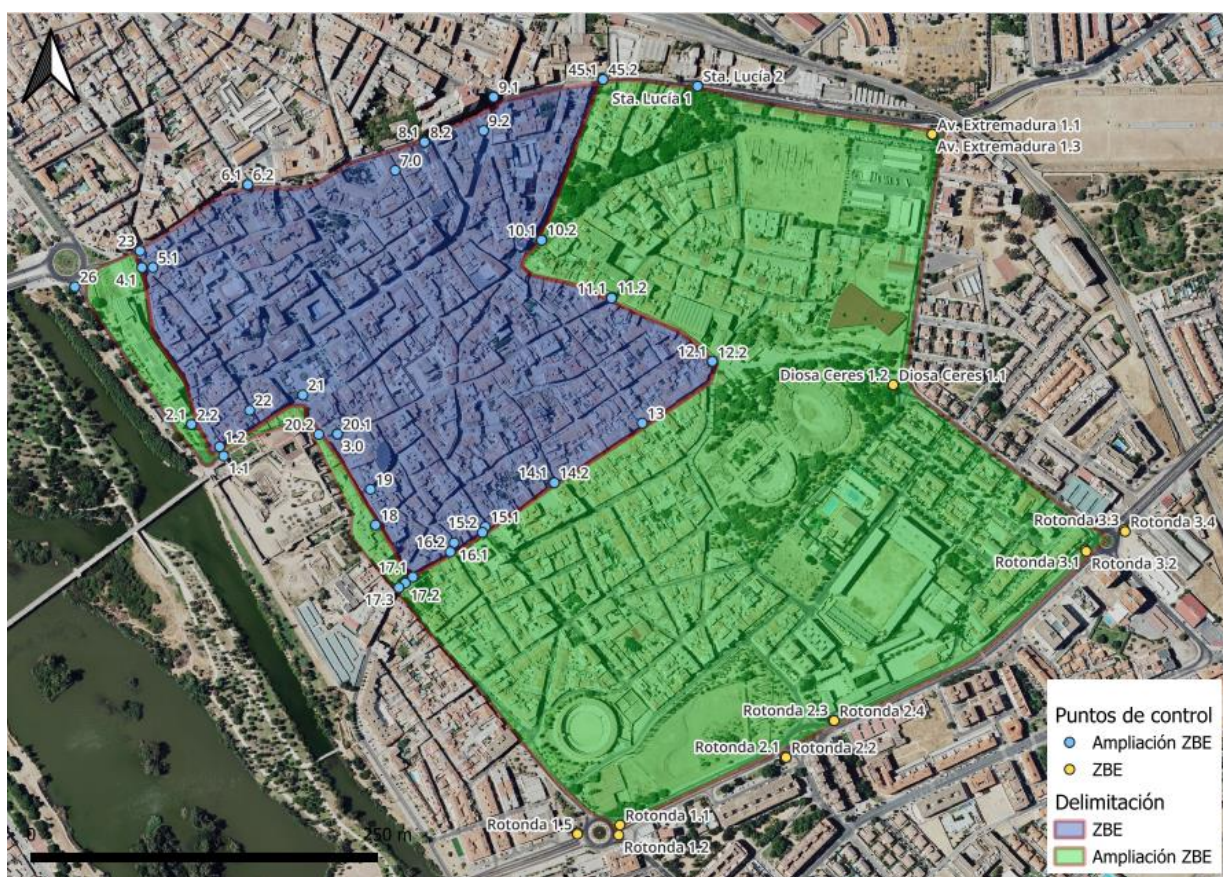 45.1 45.2
Sta. Lucía 2
9.1
Sta. Lucía 1
9.2
Av. Extremadura 1.1
8.1 8.2
Av. Extremadura 1.3
7.0
6.1 6.2
10.1 10.2
23
4.1 5.1
26
11.1 11.2
12.1 12.2
Diosa Ceres 1.2 Diosa Ceres 1.1
21
22
2.1 2.2
13
20.2 20.1
3.0
1.2
1.1
14.1 14.2
19
18
15.2 15.1
16.2 16.1
Rotonda 3.3 Rotonda 3.4
Rotonda 3.1 Rotonda 3.2
17.1
17.2
17.3
Rotonda 2.3 Rotonda 2.4
Rotonda 2.1 Rotonda 2.2
Rotonda 1.5 Rotonda 1.1
Rotonda 1.2
0 250 m
Puntos de control
Ampliación ZBE
ZBE
Delimitación
ZBE
Ampliación ZBE